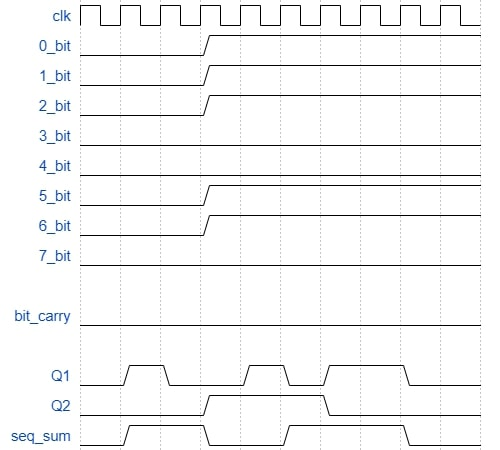 clk
0_bit
1_bit
2_bit
3_bit
4_bit
5_bit
6_bit
7_bit
bit_carry
Q1
Q2
seq_sum